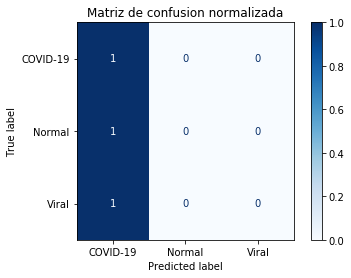 Matriz de confusion normalizada
COVID-19
1 0 0
Normal
1 0 0
Viral
1 0 0
COVID-19 Normal Viral
True label
Predicted label
1.0
0.8
0.6
0.4
0.2
0.0